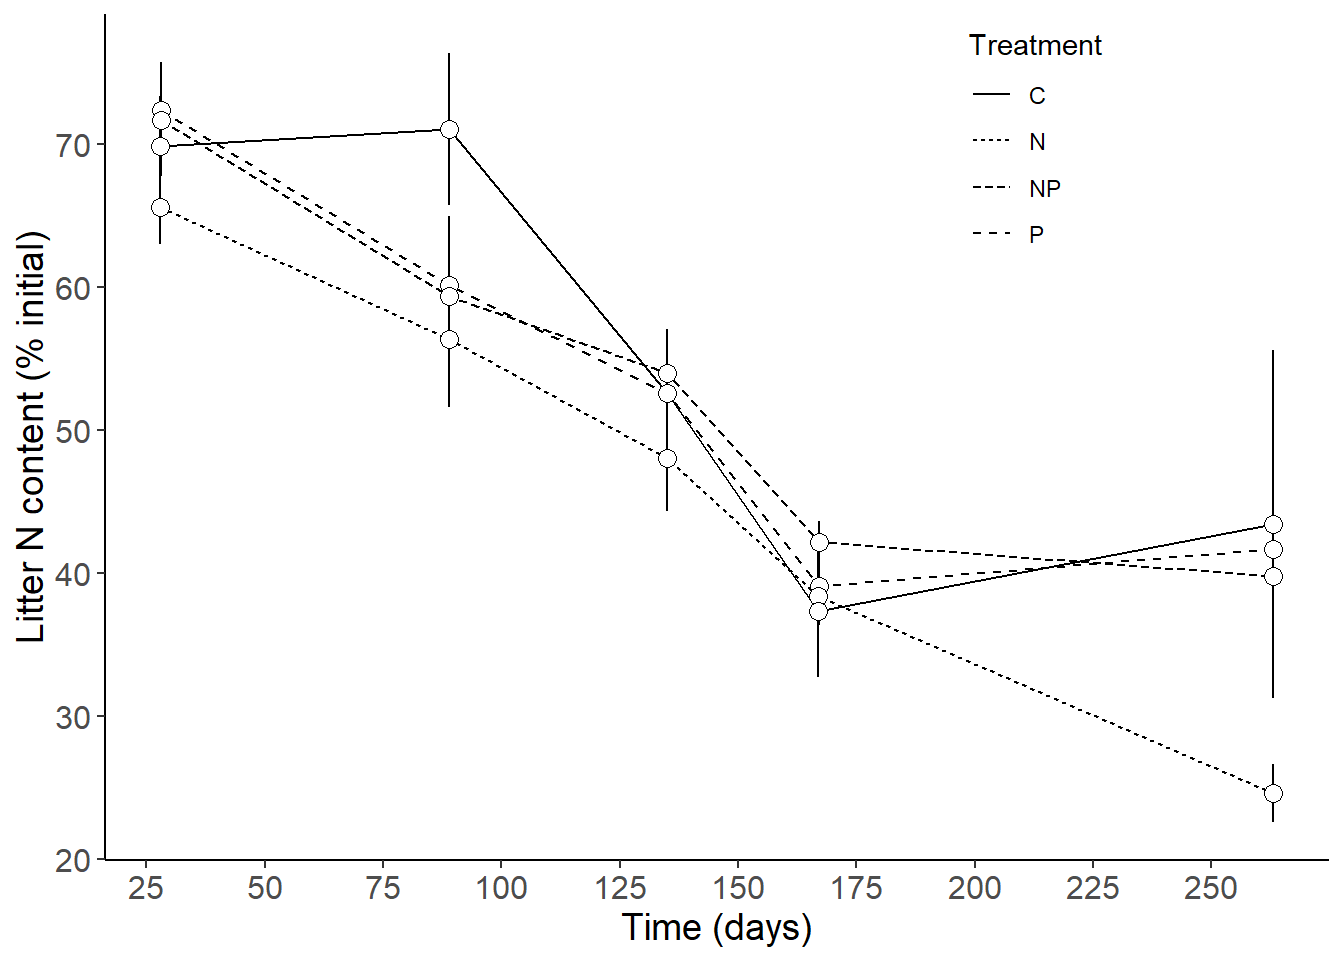 Treatment
C
N
NP
P
Litter N content (% initial)
70
60
50
40
30
20
25 50 75 100 125 150 175 200 225 250
Time (days)